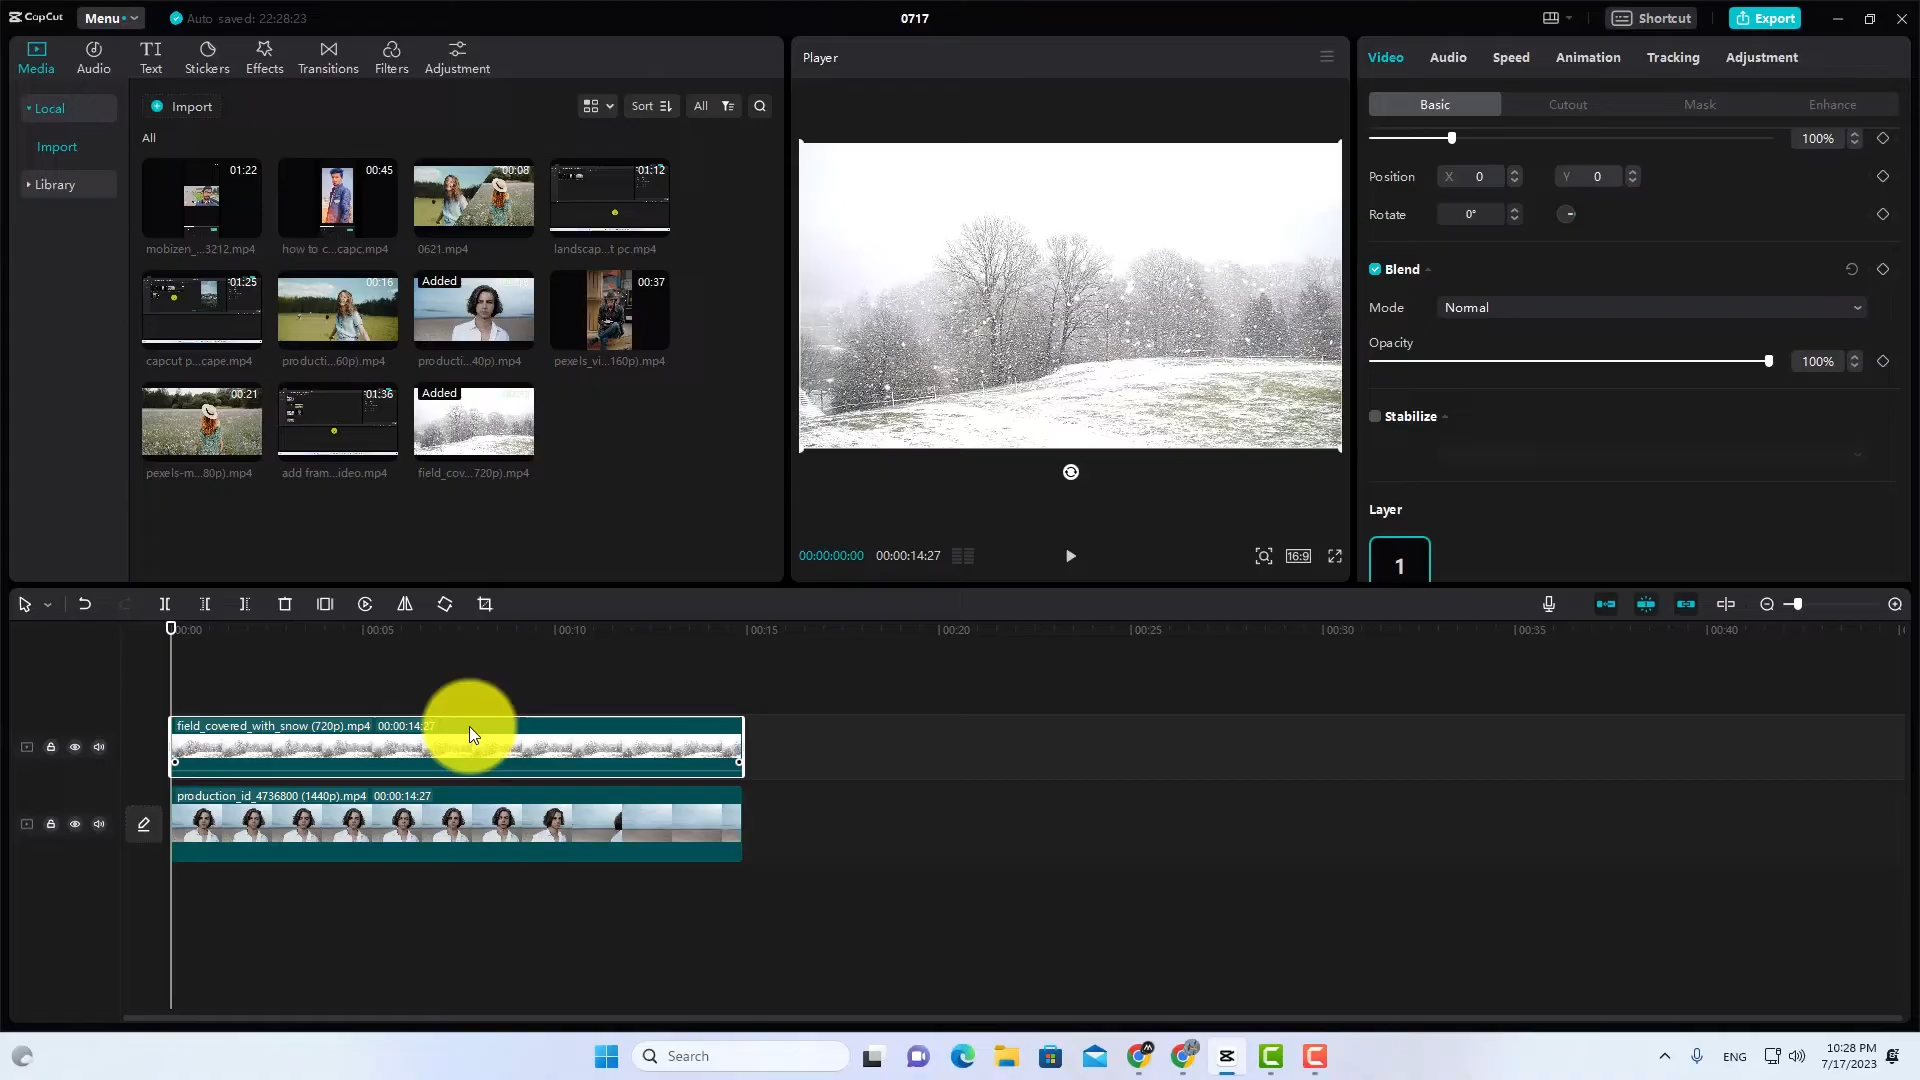 CapCut
Menu
Auto saved: 22:28:23
0717
Shortcut
Export
Media
Audio
Text
Stickers
Effects
Transitions
Filters
Adjustment
Local
Import
Library
Import
Sort
All
All
01:22
mobizen_...3212.mp4
00:45
how to c...capc.mp4
00:08
0621.mp4
01:12
landscap...t pc.mp4
01:25
capcut p...cape.mp4
00:16
producti...60p).mp4
Added
producti...40p).mp4
00:37
pexels_vi...160p).mp4
00:21
pexels-m...80p).mp4
01:36
add fram...ideo.mp4
Added
field_cov...720p).mp4
Player
00:00:00:00
00:00:14:27
16:9
Video
Audio
Speed
Animation
Tracking
Adjustment
Basic
Cutout
Mask
Enhance
100%
Position
X 0
Y 0
Rotate
0°
Blend
Mode
Normal
Opacity
100%
Stabilize
Layer
1
00:00
00:05
00:10
00:15
00:20
00:25
00:30
00:35
00:40
field_covered_with_snow (720p).mp4 00:00:14:27
production_id_4736800 (1440p).mp4 00:00:14:27
Search
ENG
10:28 PM
7/17/2023